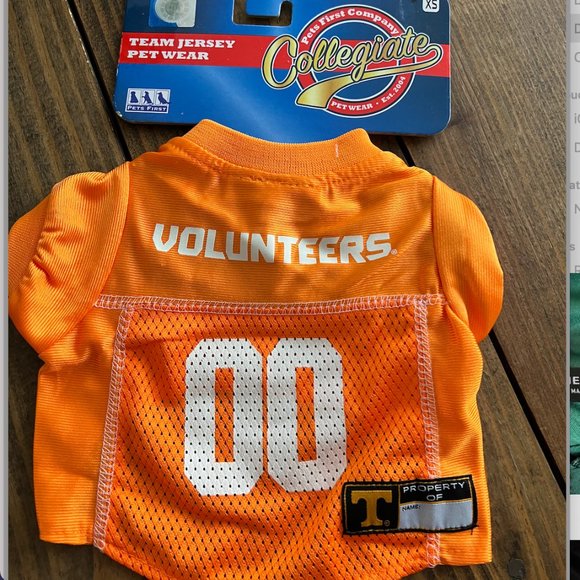 XS
TEAM JERSEY
PET WEAR
PETS FIRST
Pets First Company
Collegiate
PET WEAR • Est. 2004
VOLUNTEERS®
00
T
PROPERTY
OF
NAME: